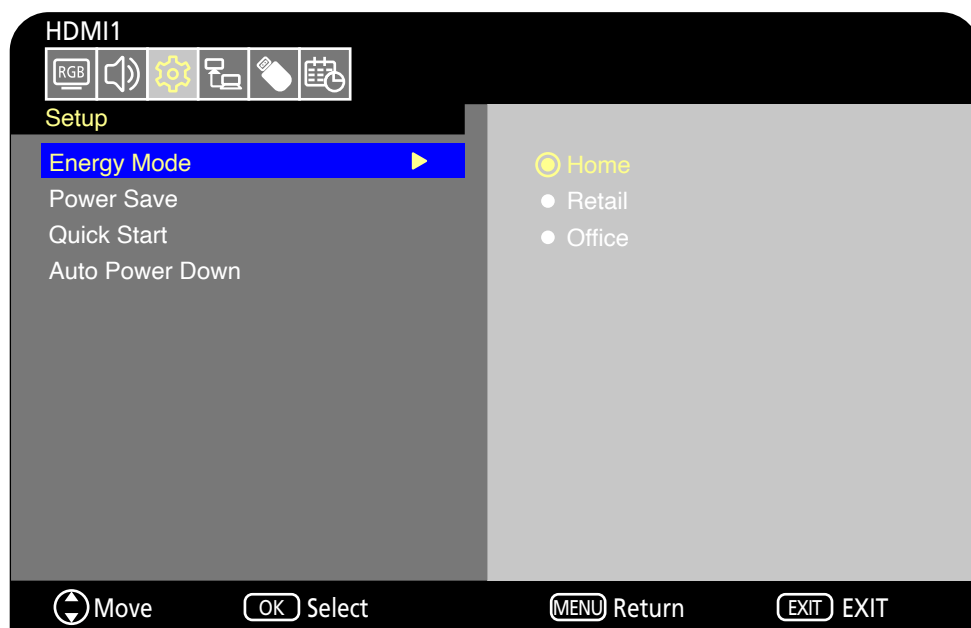 HDMI1
RGB
Setup
Energy Mode
Power Save
Quick Start
Auto Power Down
Home
Retail
Office
Move OK Select MENU Return EXIT EXIT